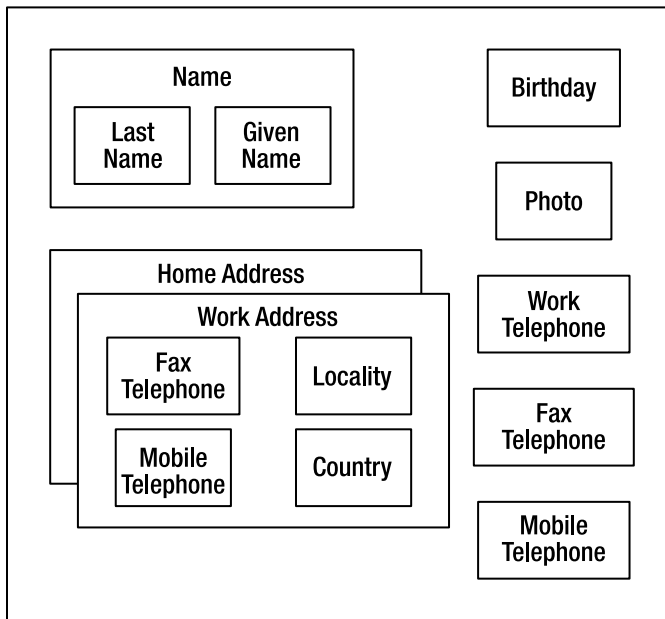 Name
Last
Name
Given
Name
Home Address
Work Address
Fax
Telephone
Locality
Mobile
Telephone
Country
Birthday
Photo
Work
Telephone
Fax
Telephone
Mobile
Telephone